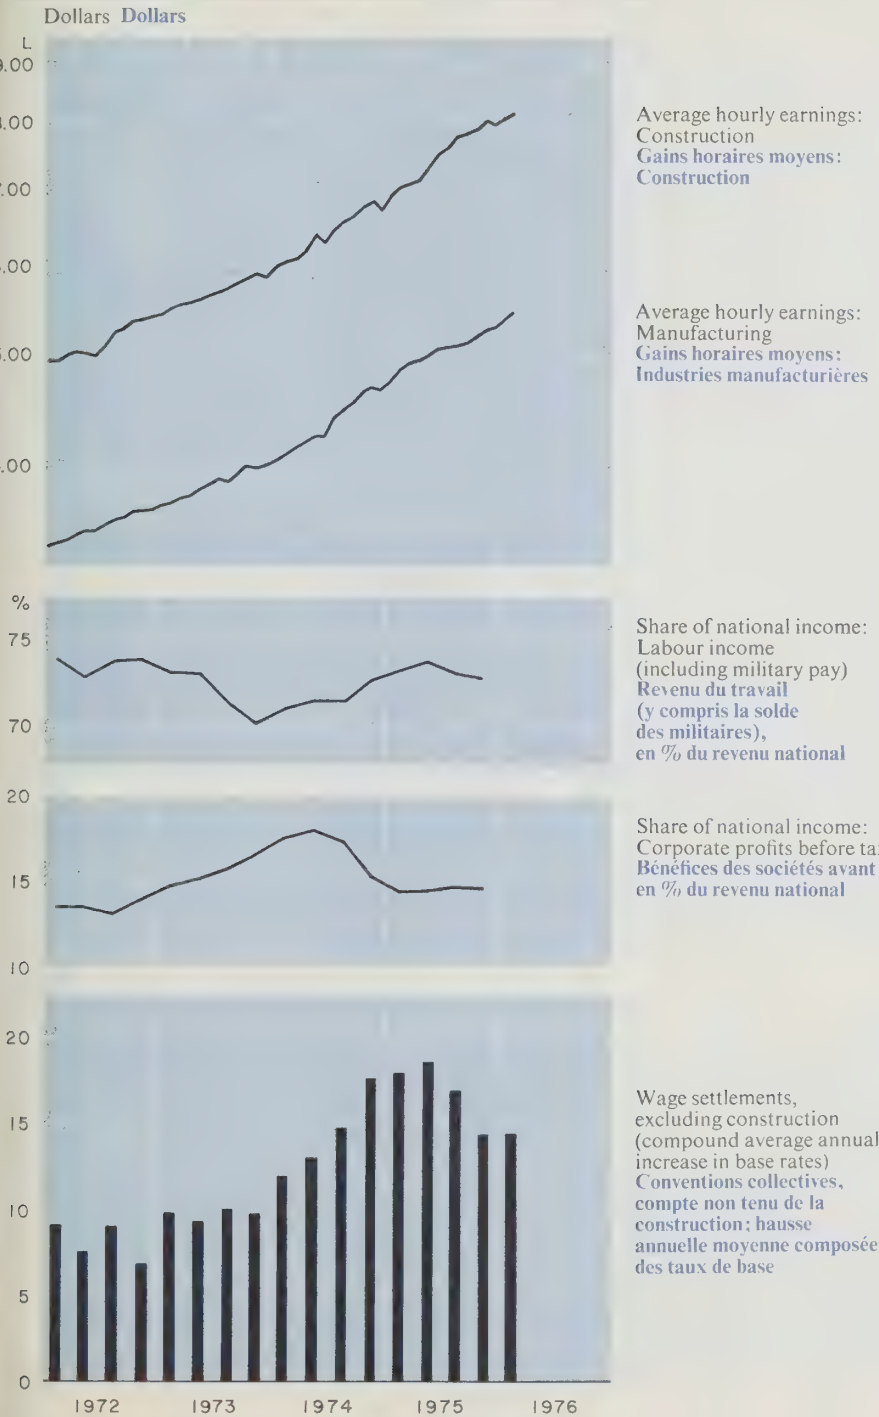 Dollars Dollars
L
9.00
8.00
7.00
6.00
5.00
.00
Average hourly earnings:
Construction
Gains horaires moyens:
Construction
Average hourly earnings:
Manufacturing
Gains horaires moyens:
Industries manufacturières
%
75
70
Share of national income:
Labour income
(including military pay)
Revenu du travail
(y compris la solde
des militaires),
en % du revenu national
20
15
10
Share of national income:
Corporate profits before ta
Bénéfices des sociétés avant
en % du revenu national
20
15
10
5
0
Wage settlements,
excluding construction
(compound average annual
increase in base rates)
Conventions collectives,
compte non tenu de la
construction; hausse
annuelle moyenne composée
des taux de base
1972 1973 1974 1975 1976